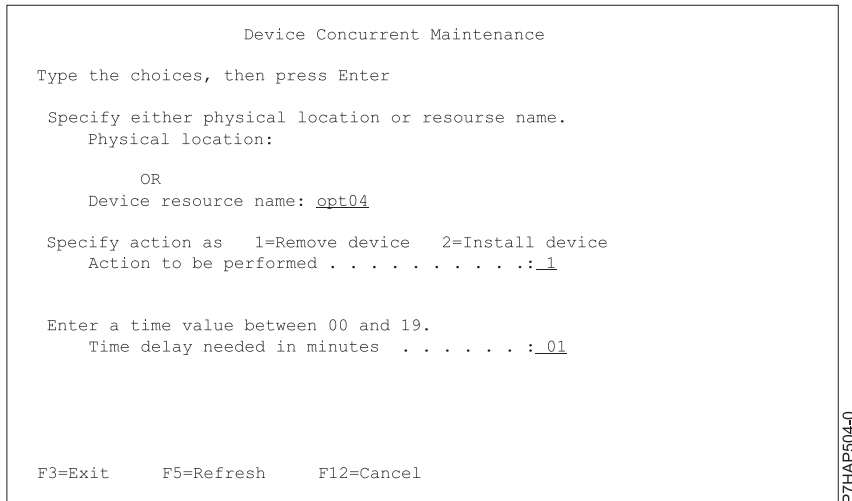 Device Concurrent Maintenance
Type the choices, then press Enter
Specify either physical location or resourse name.
Physical location:
OR
Device resource name: opt04
Specify action as 1=Remove device 2=Install device
Action to be performed . . . . . . . . . .: 1
Enter a time value between 00 and 19.
Time delay needed in minutes . . . . . . : 01
F3=Exit F5=Refresh F12=Cancel
P7HAP504-0